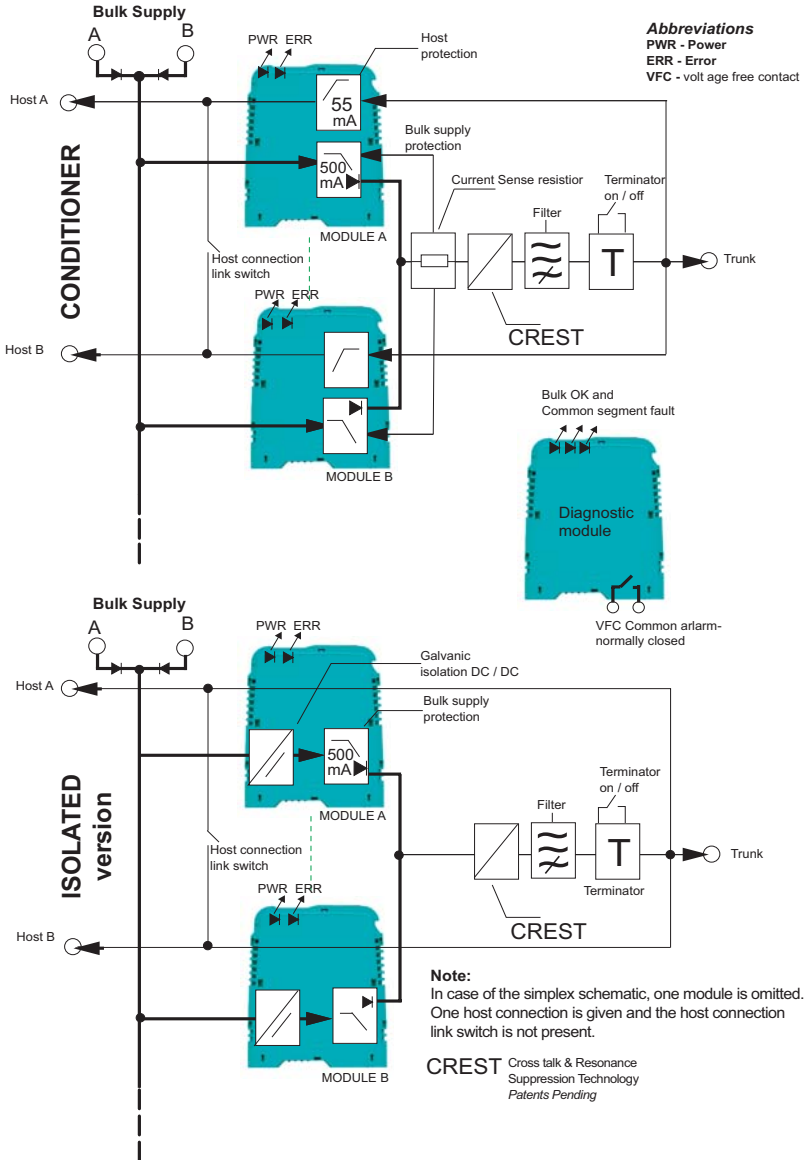 Bulk Supply
A
B
PWR ERR
Host
protection
Abbreviations
PWR - Power
ERR - Error
VFC - volt age free contact
Host A
55
mA
Bulk supply
protection
500
mA
Current Sense resistior
Terminator
on / off
Filter
MODULE A
CONDITIONER
Host connection
link switch
T
Trunk
PWR ERR
CREST
Host B
Bulk OK and
Common segment fault
MODULE B
Diagnostic
module
VFC Common arlarm-
normally closed
Bulk Supply
A
B
PWR ERR
Galvanic
isolation DC / DC
Host A
Bulk supply
protection
500
mA
Terminator
on / off
Filter
MODULE A
ISOLATED
version
Host connection
link switch
T
Trunk
Terminator
PWR ERR
CREST
Host B
Note:
In case of the simplex schematic, one module is omitted.
One host connection is given and the host connection
link switch is not present.
MODULE B
CREST Cross talk & Resonance
Suppression Technology
Patents Pending